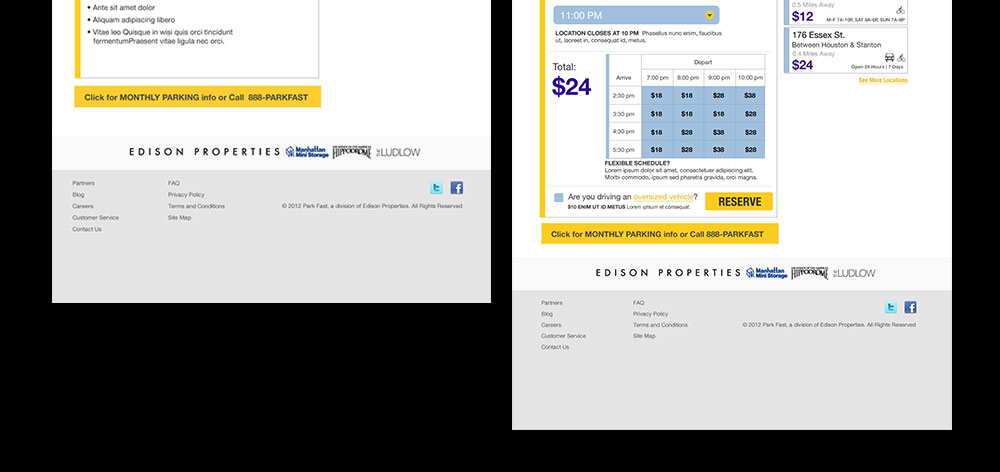 • Ante sit amet dolor
• Aliquam adipiscing libero
• Vitae leo Quisque in wisi quis orci tincidunt
fermentumPraesent vitae ligula nec orci.
Click for MONTHLY PARKING info or Call 888-PARKFAST
EDISON PROPERTIES Manhattan Mini Storage HIPPODROME THE LUDLOW
Partners FAQ
Blog Privacy Policy
Careers Terms and Conditions © 2012 Park Fast, a division of Edison Properties. All Rights Reserved
Customer Service Site Map
Contact Us
11:00 PM
LOCATION CLOSES AT 10 PM Phasellus nunc enim, faucibus
ut, laoreet in, consequat id, metus.
Total:
$24
Depart
Arrive 7:00 pm 8:00 pm 9:00 pm 10:00 pm
2:30 pm $18 $18 $28 $38
3:30 pm $18 $18 $18 $28
4:30 pm $18 $28 $38 $28
5:30 pm $18 $28 $38 $28
FLEXIBLE SCHEDULE?
Lorem ipsum dolor sit amet, consectetuer adipiscing elit.
Morbi commodo, ipsum sed pharetra gravida, orci magna.
Are you driving an oversized vehicle?
$10 ENIM UT ID METUS Lorem iptsum et consequat.
RESERVE
Click for MONTHLY PARKING info or Call 888-PARKFAST
0.5 Miles Away
$12 M-F 7A-10P, SAT 8A-6P, SUN 7A-9P
176 Essex St.
Between Houston & Stanton
0.4 Miles Away
$24 Open 24 Hours | 7 Days
See More Locations
EDISON PROPERTIES Manhattan Mini Storage HIPPODROME THE LUDLOW
Partners FAQ
Blog Privacy Policy
Careers Terms and Conditions © 2012 Park Fast, a division of Edison Properties. All Rights Reserved
Customer Service Site Map
Contact Us